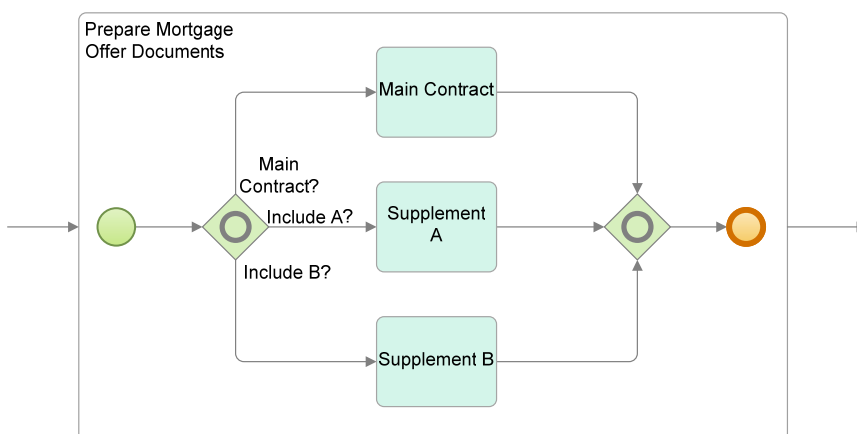 Prepare Mortgage
Offer Documents
Main Contract
Main
Contract?
Include A?
Supplement
A
Include B?
Supplement B